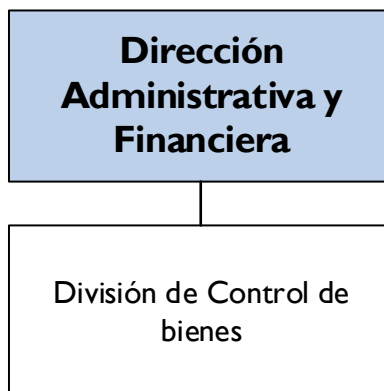 Dirección
Administrativa y
Financiera
División de Control de
bienes